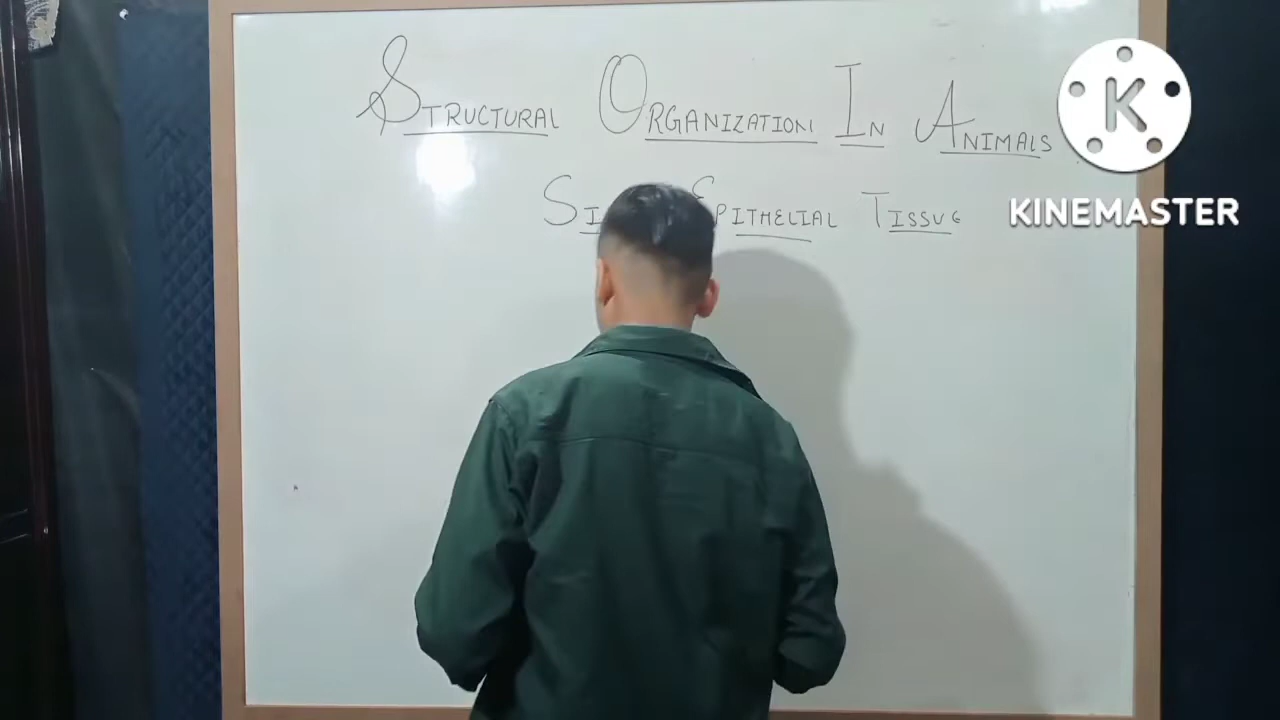 STRUCTURAL ORGANIZATION IN ANIMALS
EPITHELIAL TISSUE
KINEMASTER